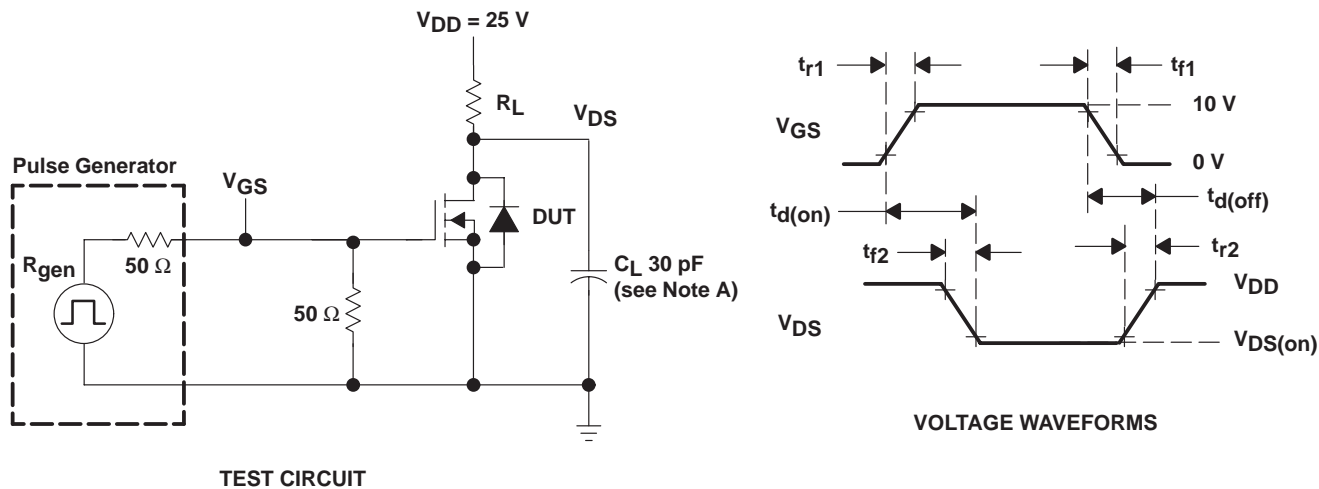 VDD = 25 V
RL
VDS
Pulse Generator
VGS
DUT
Rgen
50 Ω
50 Ω
CL 30 pF
(see Note A)
TEST CIRCUIT
tr1
tf1
10 V
VGS
0 V
td(on)
td(off)
tf2
tr2
VDD
VDS
VDS(on)
VOLTAGE WAVEFORMS